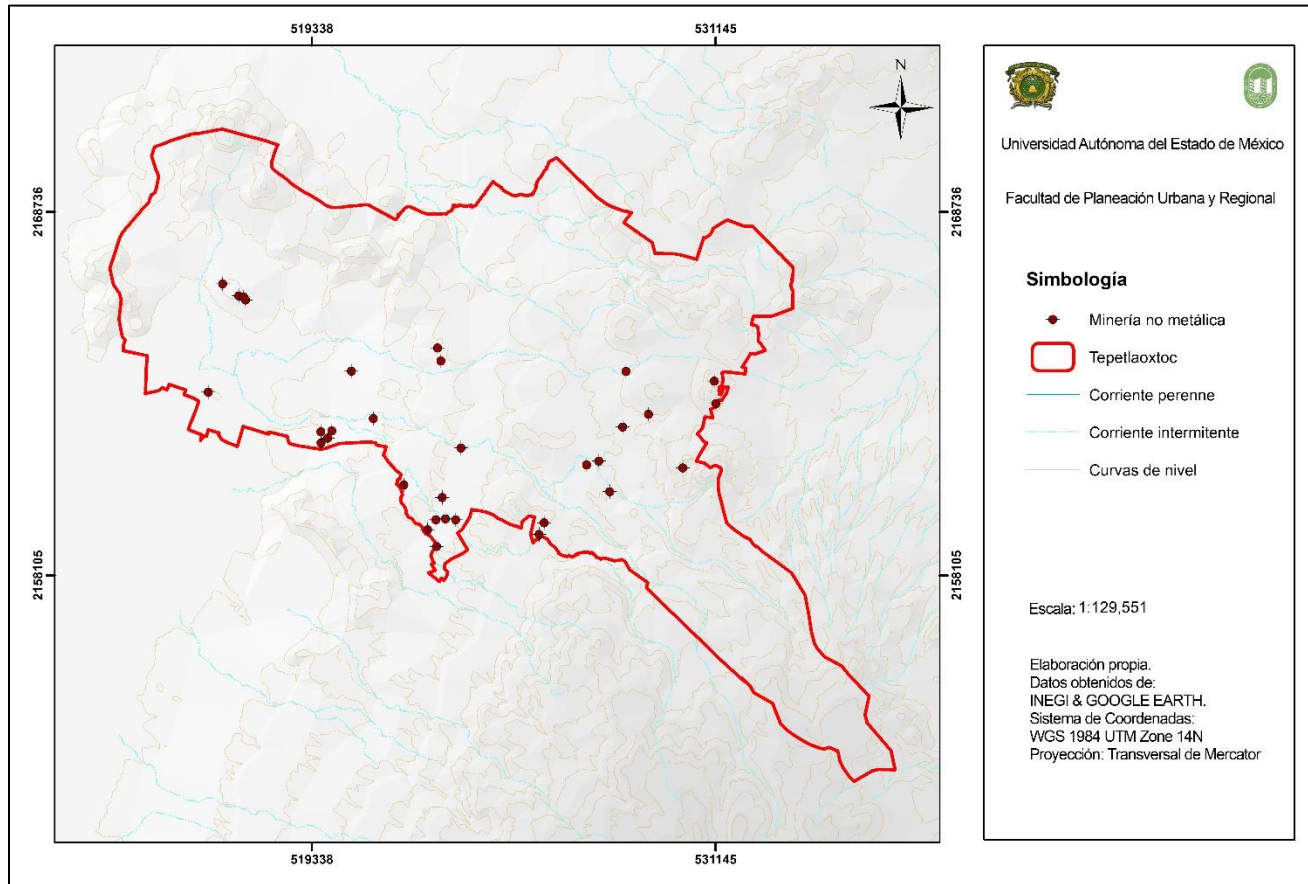 519338
531145
N
2168736
2168736
2158105
2158105
519338
531145
Universidad Autónoma del Estado de México
Facultad de Planeación Urbana y Regional
Simbología
Minería no metálica
Tepetlaoxtoc
Corriente perenne
Corriente intermitente
Curvas de nivel
Escala: 1:129,551
Elaboración propia.
Datos obtenidos de:
INEGI & GOOGLE EARTH.
Sistema de Coordenadas:
WGS 1984 UTM Zone 14N
Proyección: Transversal de Mercator